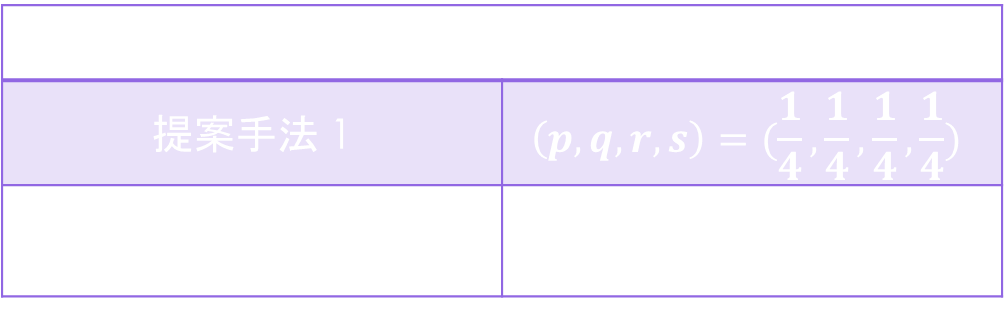 提案手法1 (p, q, r, s) = (1/4, 1/4, 1/4, 1/4)